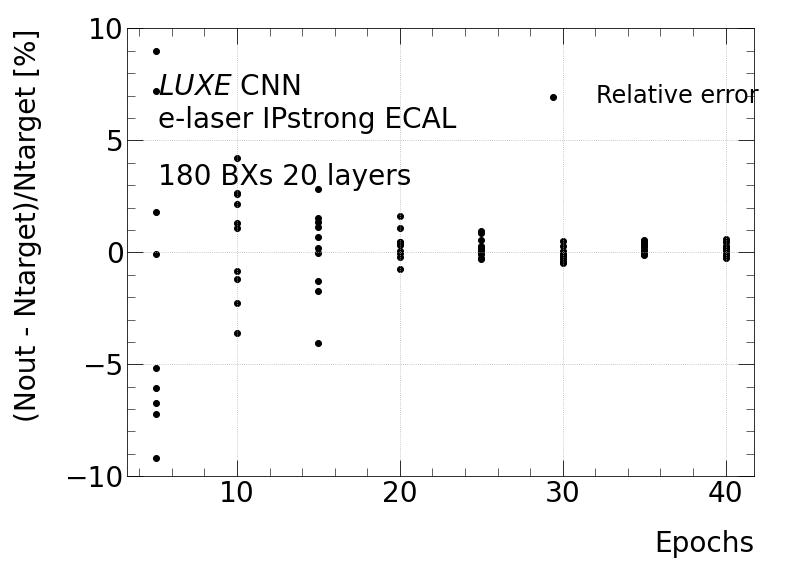 10
5
0
−5
−10
(Nout - Ntarget)/Ntarget [%]
LUXE CNN
e-laser IPstrong ECAL
180 BXs 20 layers
Relative error
10 20 30 40
Epochs